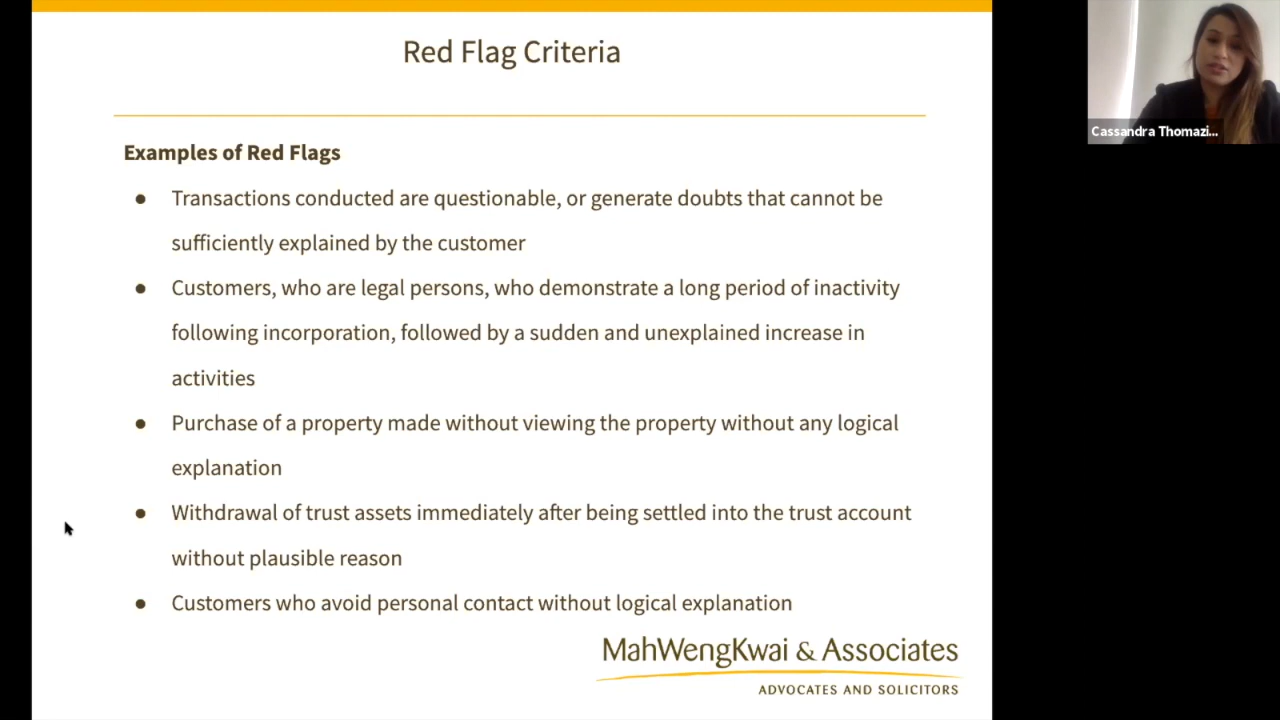 Red Flag Criteria
Cassandra Thomazi...
Examples of Red Flags
● Transactions conducted are questionable, or generate doubts that cannot be
sufficiently explained by the customer
● Customers, who are legal persons, who demonstrate a long period of inactivity
following incorporation, followed by a sudden and unexplained increase in
activities
● Purchase of a property made without viewing the property without any logical
explanation
● Withdrawal of trust assets immediately after being settled into the trust account
without plausible reason
● Customers who avoid personal contact without logical explanation
MahWengKwai & Associates
ADVOCATES AND SOLICITORS